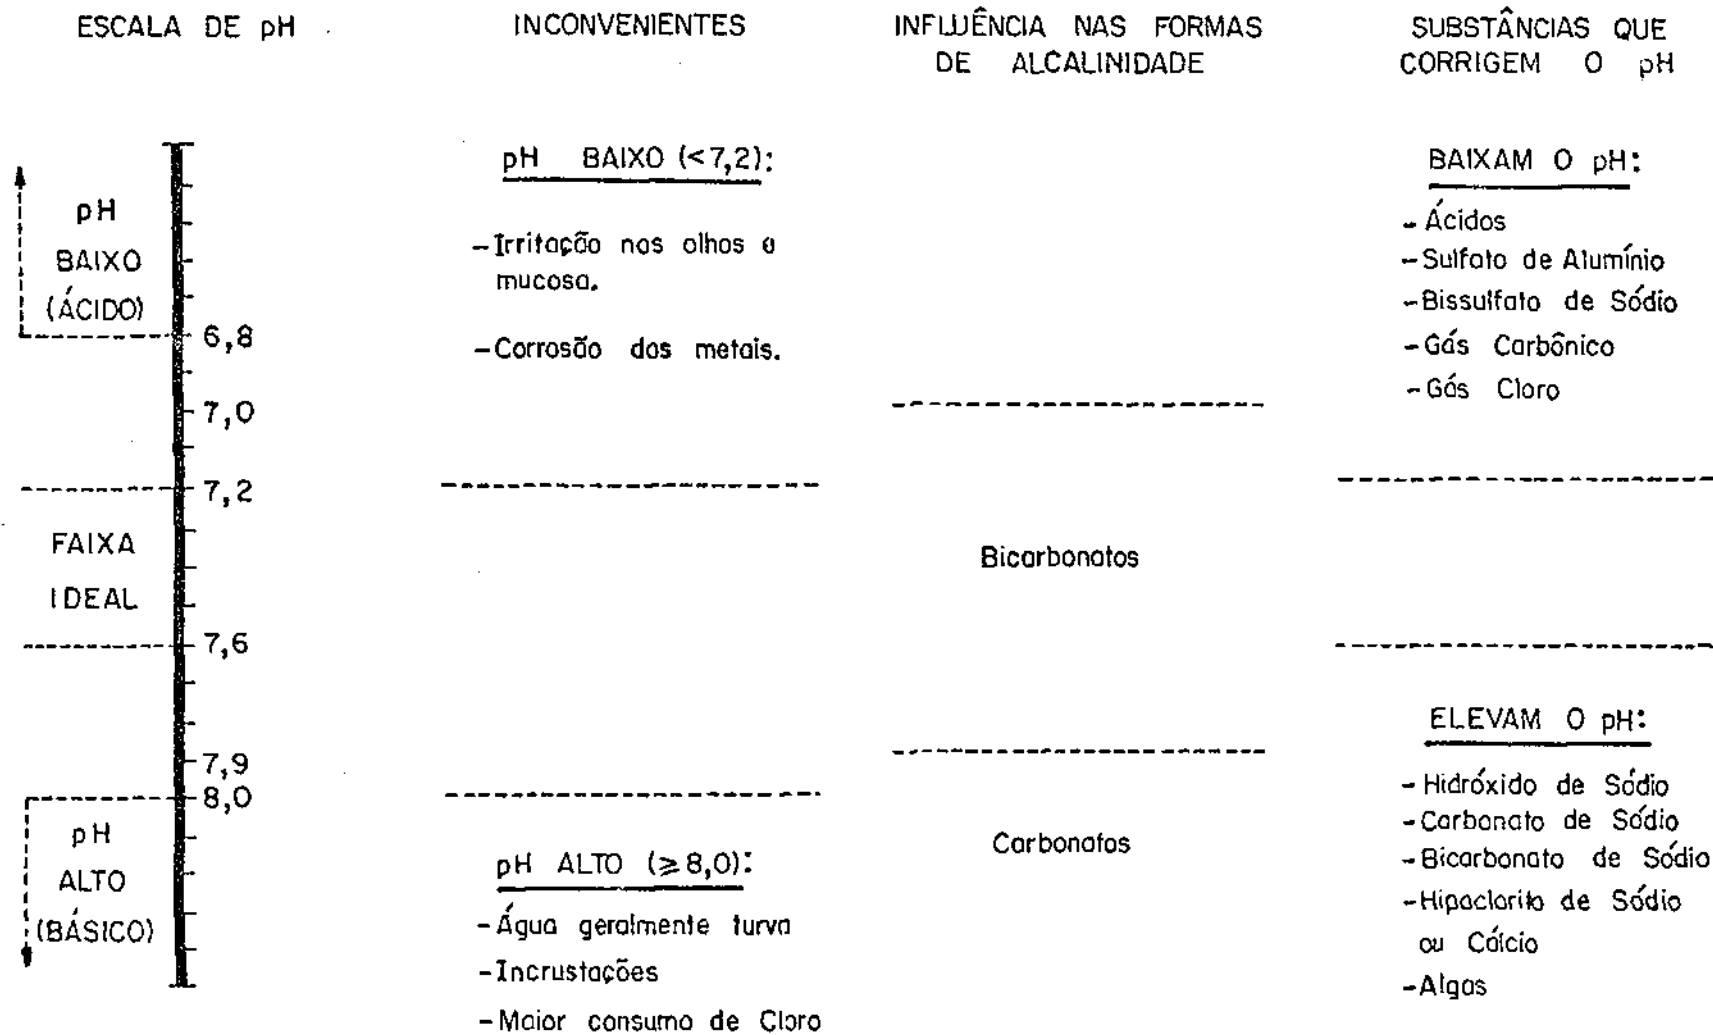 ESCALA DE pH
INCONVENIENTES
INFLUÊNCIA NAS FORMAS
DE ALCALINIDADE
SUBSTÂNCIAS QUE
CORRIGEM O pH
pH
BAIXO
(ÁCIDO)
6,8
7,0
7,2
FAIXA
IDEAL
7,6
7,9
8,0
pH
ALTO
(BÁSICO)
pH BAIXO (<7,2):
-Irritação nos olhos e
mucosa.
-Corrosão dos metais.
pH ALTO (≥8,0):
-Água geralmente turva
-Incrustações
-Maior consumo de Cloro
Bicarbonatos
Carbonatos
BAIXAM O pH:
-Ácidos
-Sulfato de Alumínio
-Bissulfato de Sódio
-Gás Carbônico
-Gás Cloro
ELEVAM O pH:
-Hidróxido de Sódio
-Carbonato de Sódio
-Bicarbonato de Sódio
-Hipoclorito de Sódio
ou Cálcio
-Algas